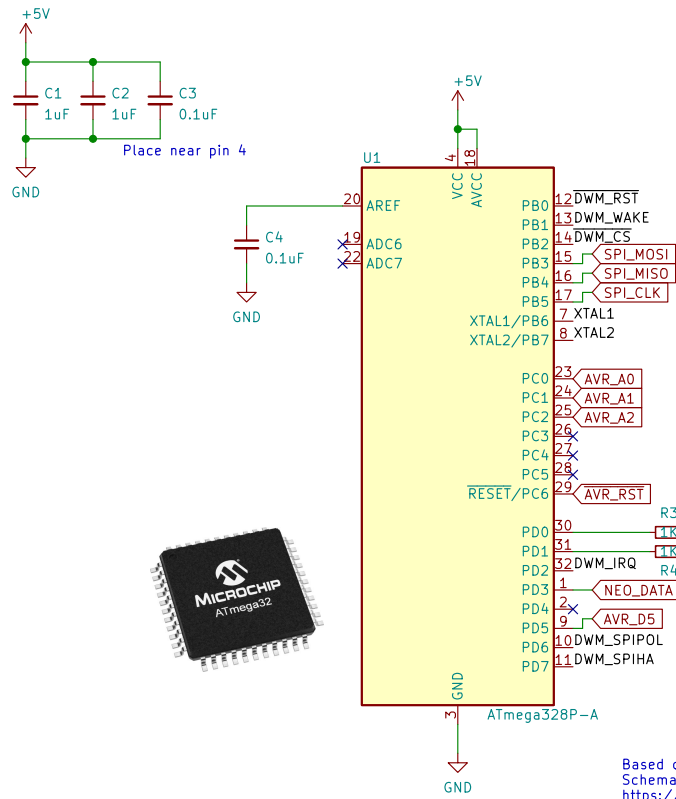 +5V
C1
1uF
C2
1uF
C3
0.1uF
Place near pin 4
GND
+5V
U1
4
VCC
18
AVCC
20
AREF
C4
0.1uF
19
ADC6
22
ADC7
GND
PB0
12
DWM_RST
PB1
13
DWM_WAKE
PB2
14
DWM_CS
PB3
15
SPI_MOSI
PB4
16
SPI_MISO
PB5
17
SPI_CLK
XTAL1/PB6
7
XTAL1
XTAL2/PB7
8
XTAL2
PC0
23
AVR_A0
PC1
24
AVR_A1
PC2
25
AVR_A2
PC3
26
PC4
27
PC5
28
RESET/PC6
29
AVR_RST
R3
PD0
30
1K
PD1
31
1K
R4
PD2
32
DWM_IRQ
PD3
1
NEO_DATA
PD4
2
PD5
9
AVR_D5
PD6
10
DWM_SPIPOL
PD7
11
DWM_SPIHA
MICROCHIP
ATmega32
GND
3
ATmega328P-A
GND
Based
Schema
https:/